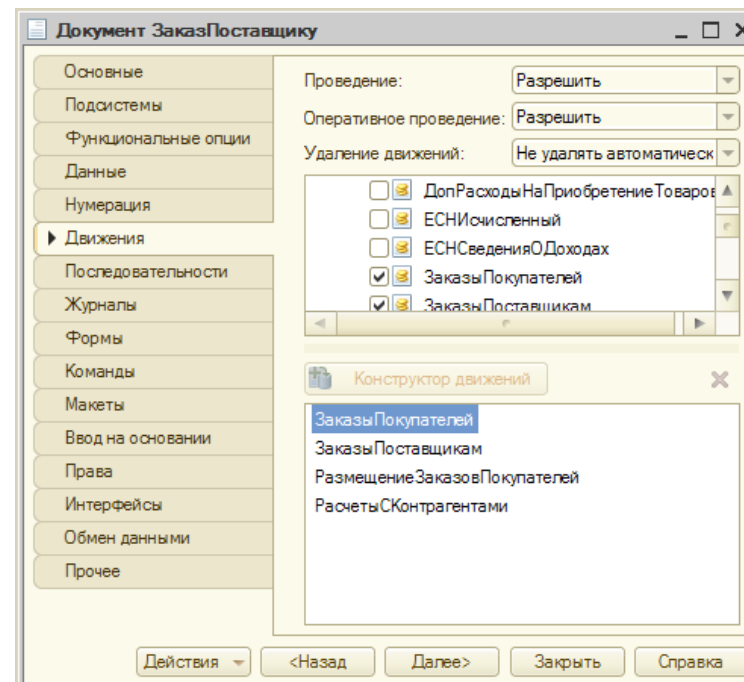 Документ ЗаказПоставщику
Основные
Подсистемы
Функциональные опции
Данные
Нумерация
Движения
Последовательности
Журналы
Формы
Команды
Макеты
Ввод на основании
Права
Интерфейсы
Обмен данными
Прочее
Проведение: Разрешить
Оперативное проведение: Разрешить
Удаление движений: Не удалять автоматическ
ДопРасходыНаПриобретениеТоваров
ЕСНИсчисленный
ЕСНСведенияОДоходах
ЗаказыПокупателей
ЗаказыПоставщикам
Конструктор движений
ЗаказыПокупателей
ЗаказыПоставщикам
РазмещениеЗаказовПокупателей
РасчетыСКонтрагентами
Действия <Назад Далее> Закрыть Справка